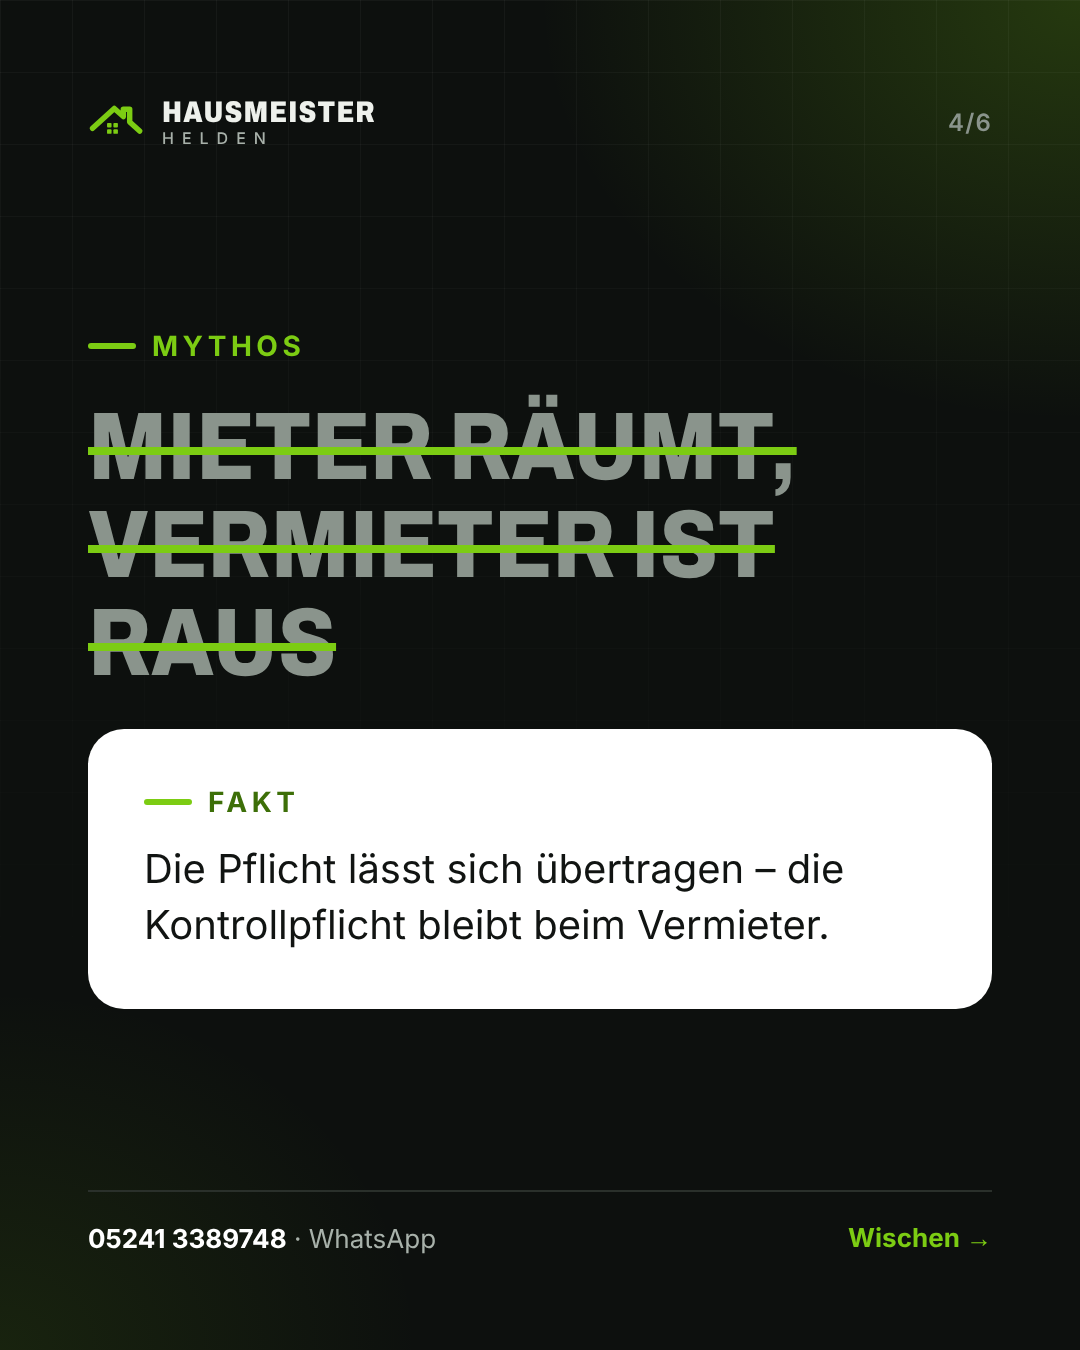 HAUSMEISTER
HELDEN
4/6
MYTHOS
MIETER RÄUMT,
VERMIETER IST
RAUS
FAKT
Die Pflicht lässt sich übertragen – die
Kontrollpflicht bleibt beim Vermieter.
05241 3389748 · WhatsApp
Wischen →